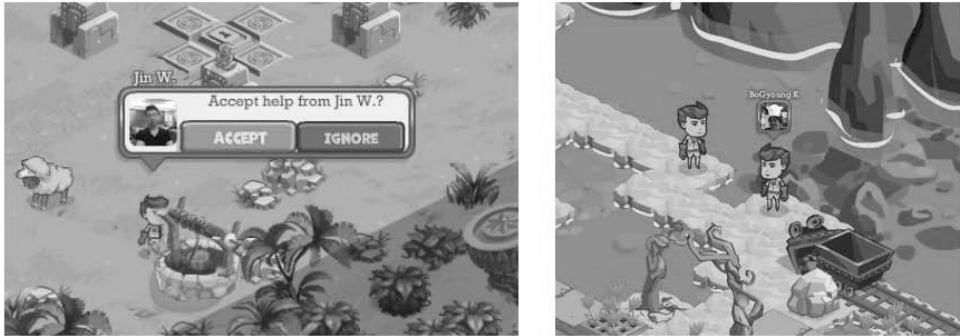 Jin W.
Accept help from Jin W.?
ACCEPT
IGNORE
BoGyoung K